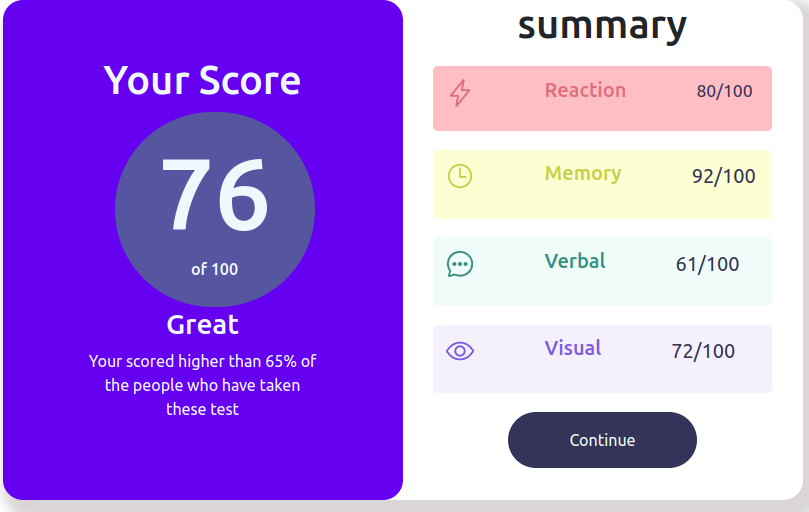 Your Score
76
of 100
Great
Your scored higher than 65% of
the people who have taken
these test
summary
Reaction 80/100
Memory 92/100
Verbal 61/100
Visual 72/100
Continue